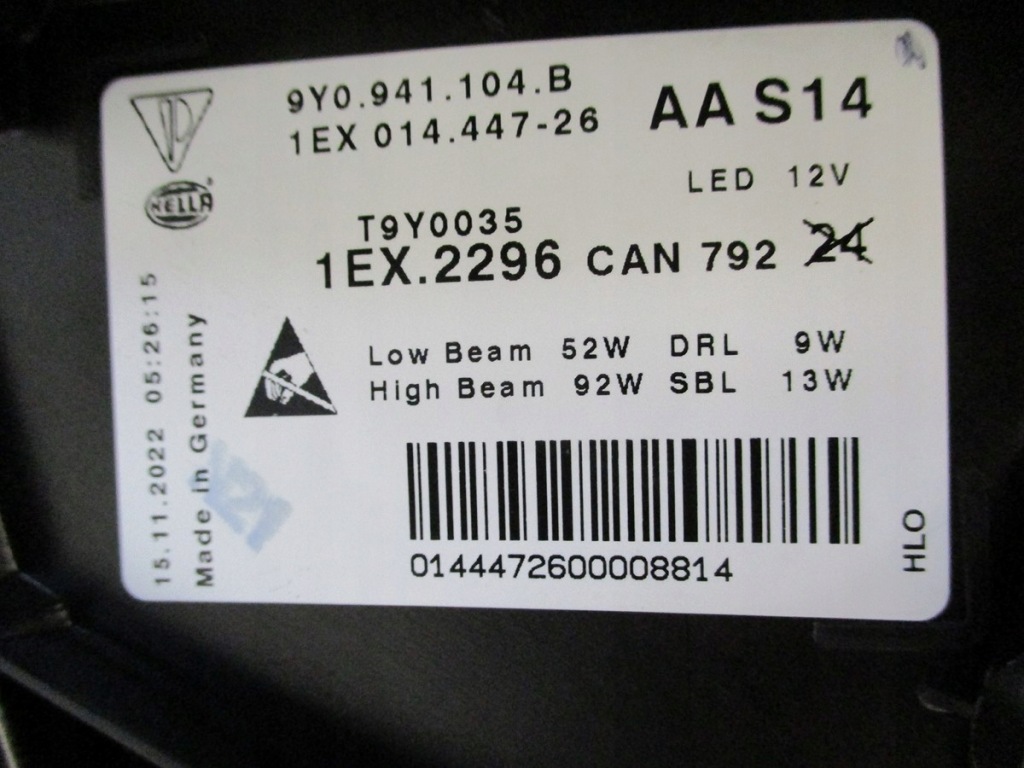 9Y0.941.104.B
1EX 014.447-26
AA S14
HELLA
LED 12V
T9Y0035
1EX.2296 CAN 792 24
Low Beam 52W DRL 9W
High Beam 92W SBL 13W
15.11.2022 05:26:15
Made in Germany
0144472600008814
HLO